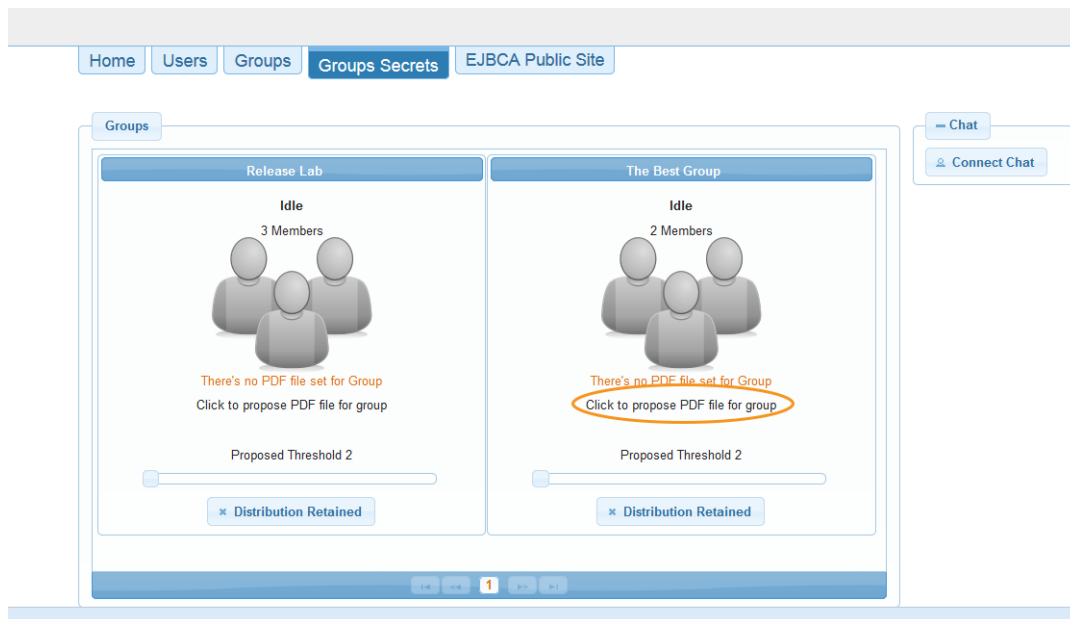 Home Users Groups Groups Secrets EJBCA Public Site
Groups
Release Lab
Idle
3 Members
There's no PDF file set for Group
Click to propose PDF file for group
Proposed Threshold 2
Distribution Retained
The Best Group
Idle
2 Members
There's no PDF file set for Group
Click to propose PDF file for group
Proposed Threshold 2
Distribution Retained
1
Chat
Connect Chat